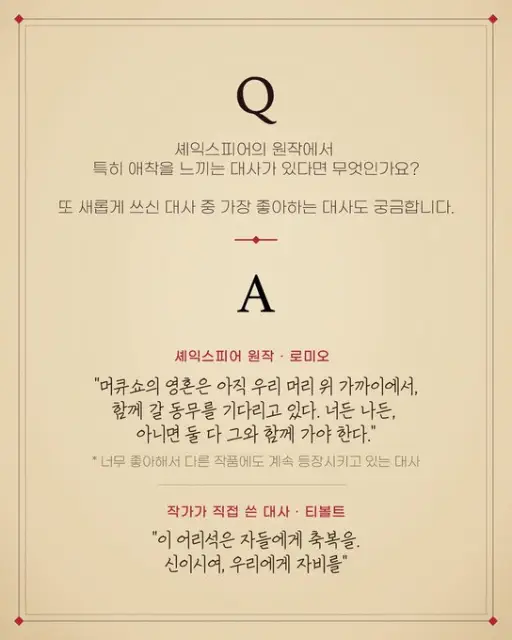 Q
셰익스피어의 원작에서
특히 애착을 느끼는 대사가 있다면 무엇인가요?
또 새롭게 쓰신 대사 중 가장 좋아하는 대사도 궁금합니다.
A
셰익스피어 원작 · 로미오
"머큐쇼의 영혼은 아직 우리 머리 위 가까이에서,
함께 갈 동무를 기다리고 있다. 너든 나든,
아니면 둘 다 그와 함께 가야 한다."
* 너무 좋아해서 다른 작품에도 계속 등장시키고 있는 대사
작가가 직접 쓴 대사 · 티볼트
"이 어리석은 자들에게 축복을.
신이시여, 우리에게 자비를"